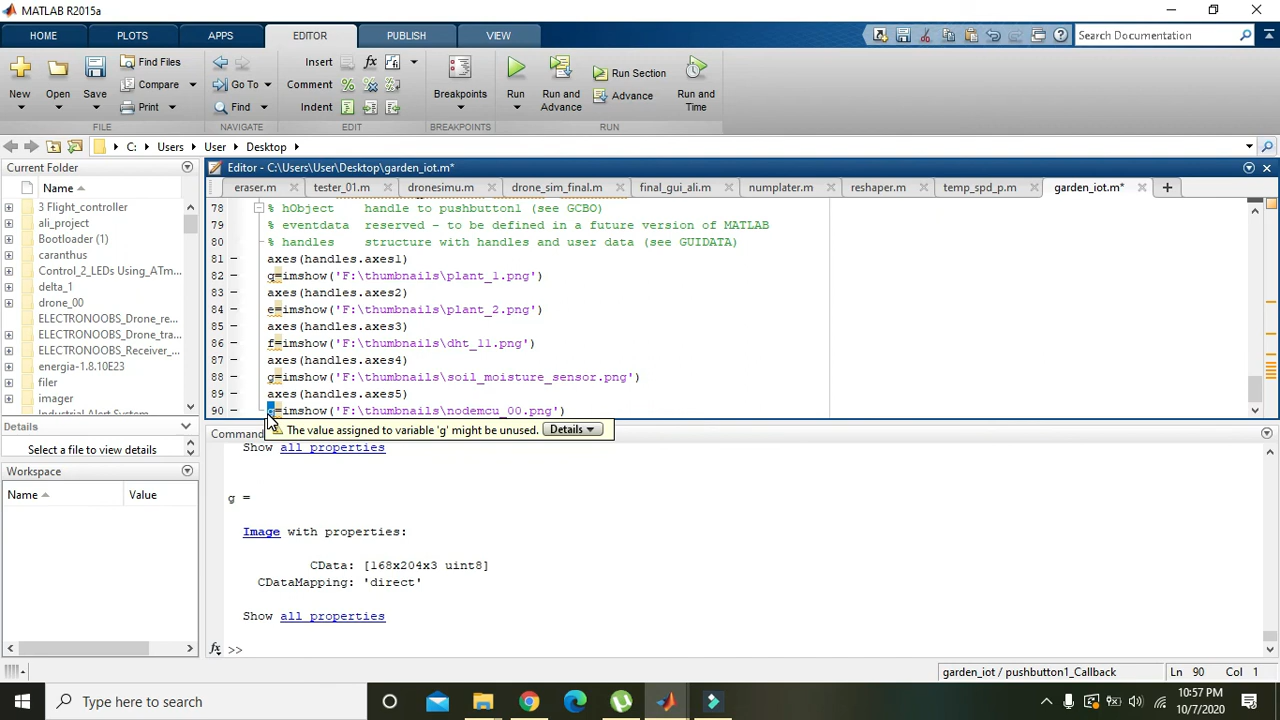 MATLAB R2015a
HOME PLOTS APPS EDITOR PUBLISH VIEW Search Documentation
New Open Save Find Files Compare Print Go To Find Insert fx Comment Indent Breakpoints Run Run and Advance Run Section Advance Run and Time
FILE NAVIGATE EDIT BREAKPOINTS RUN
C: Users User Desktop
Current Folder
Name
3 Flight_controller
ali_project
Bootloader (1)
caranthus
Control_2_LEDs Using_ATm...
delta_1
drone_00
ELECTRONOOBS_Drone_re...
ELECTRONOOBS_Drone_tra...
ELECTRONOOBS_Receiver_...
energia-1.8.10E23
filer
imager
Industrial Alert System
Details
Select a file to view details
Workspace
Name Value
Editor - C:\Users\User\Desktop\garden_iot.m*
eraser.m tester_01.m dronesimu.m drone_sim_final.m final_gui_ali.m numplater.m reshaper.m temp_spd_p.m garden_iot.m*
78 % hObject    handle to pushbutton1 (see GCBO)
79 % eventdata  reserved - to be defined in a future version of MATLAB
80 % handles    structure with handles and user data (see GUIDATA)
81 axes(handles.axes1)
82 g=imshow('F:\thumbnails\plant_1.png')
83 axes(handles.axes2)
84 e=imshow('F:\thumbnails\plant_2.png')
85 axes(handles.axes3)
86 f=imshow('F:\thumbnails\dht_11.png')
87 axes(handles.axes4)
88 g=imshow('F:\thumbnails\soil_moisture_sensor.png')
89 axes(handles.axes5)
90 g=imshow('F:\thumbnails\nodemcu_00.png')
The value assigned to variable 'g' might be unused. Details
Command
Show all properties
g =
Image with properties:
CData: [168x204x3 uint8]
CDataMapping: 'direct'
Show all properties
fx >>
garden_iot / pushbutton1_Callback Ln 90 Col 1
Type here to search
10:57 PM
10/7/2020